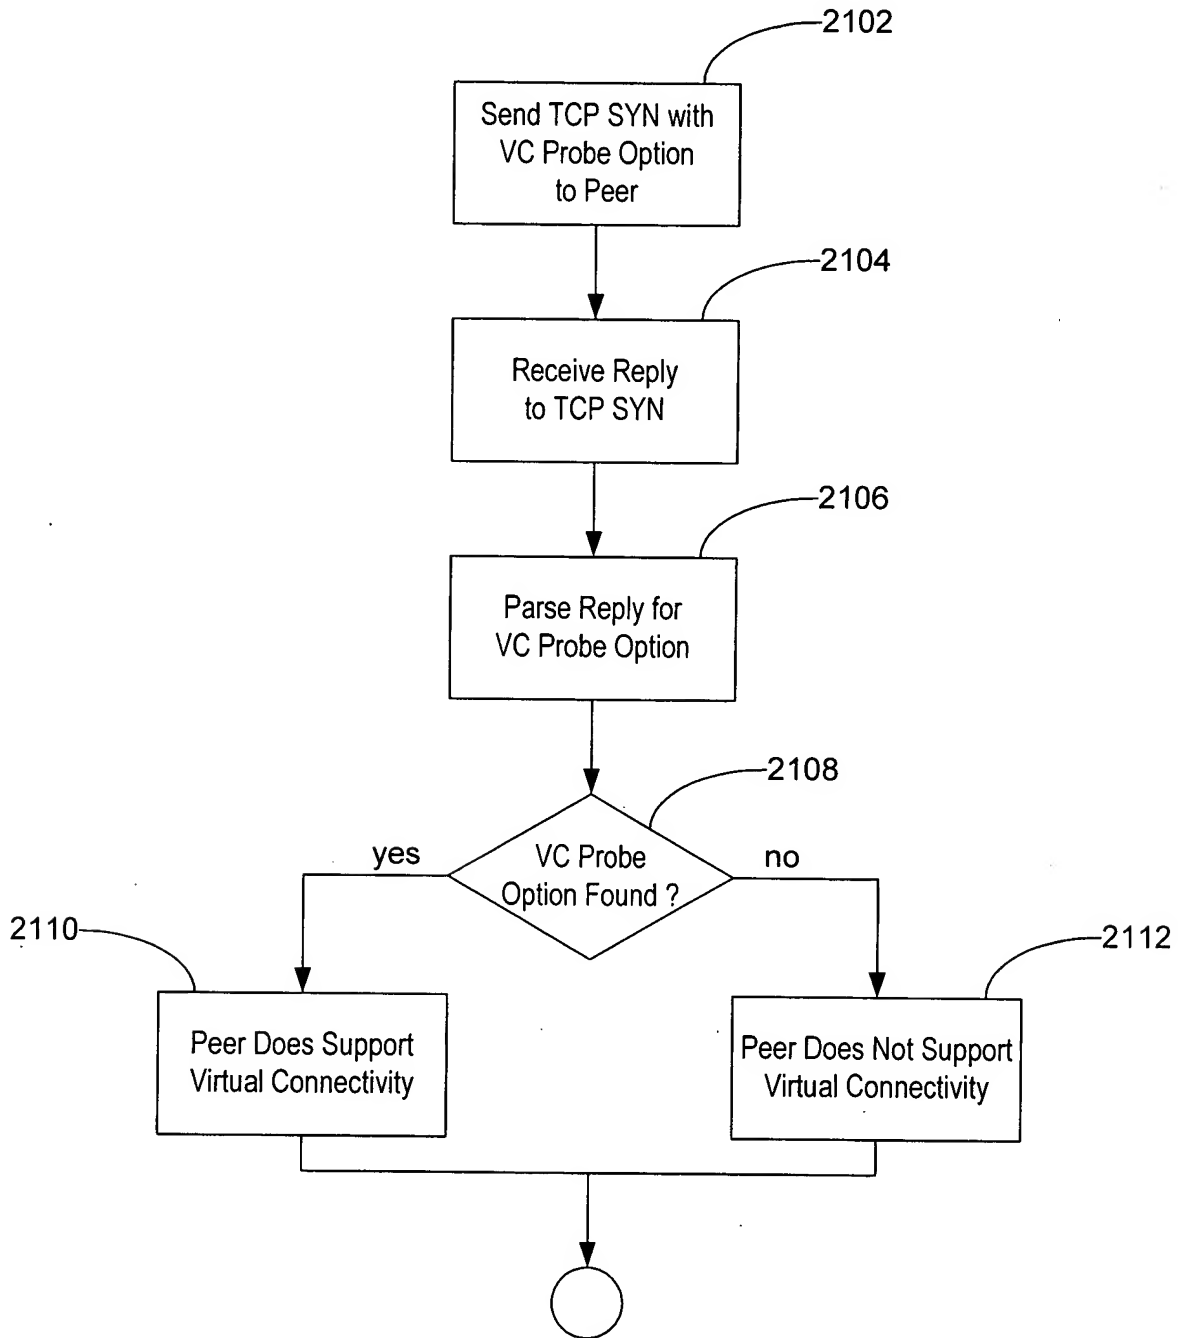 2102
Send TCP SYN with
VC Probe Option
to Peer
2104
Receive Reply
to TCP SYN
2106
Parse Reply for
VC Probe Option
2108
yes
VC Probe
Option Found ?
no
2110
2112
Peer Does Support
Virtual Connectivity
Peer Does Not Support
Virtual Connectivity